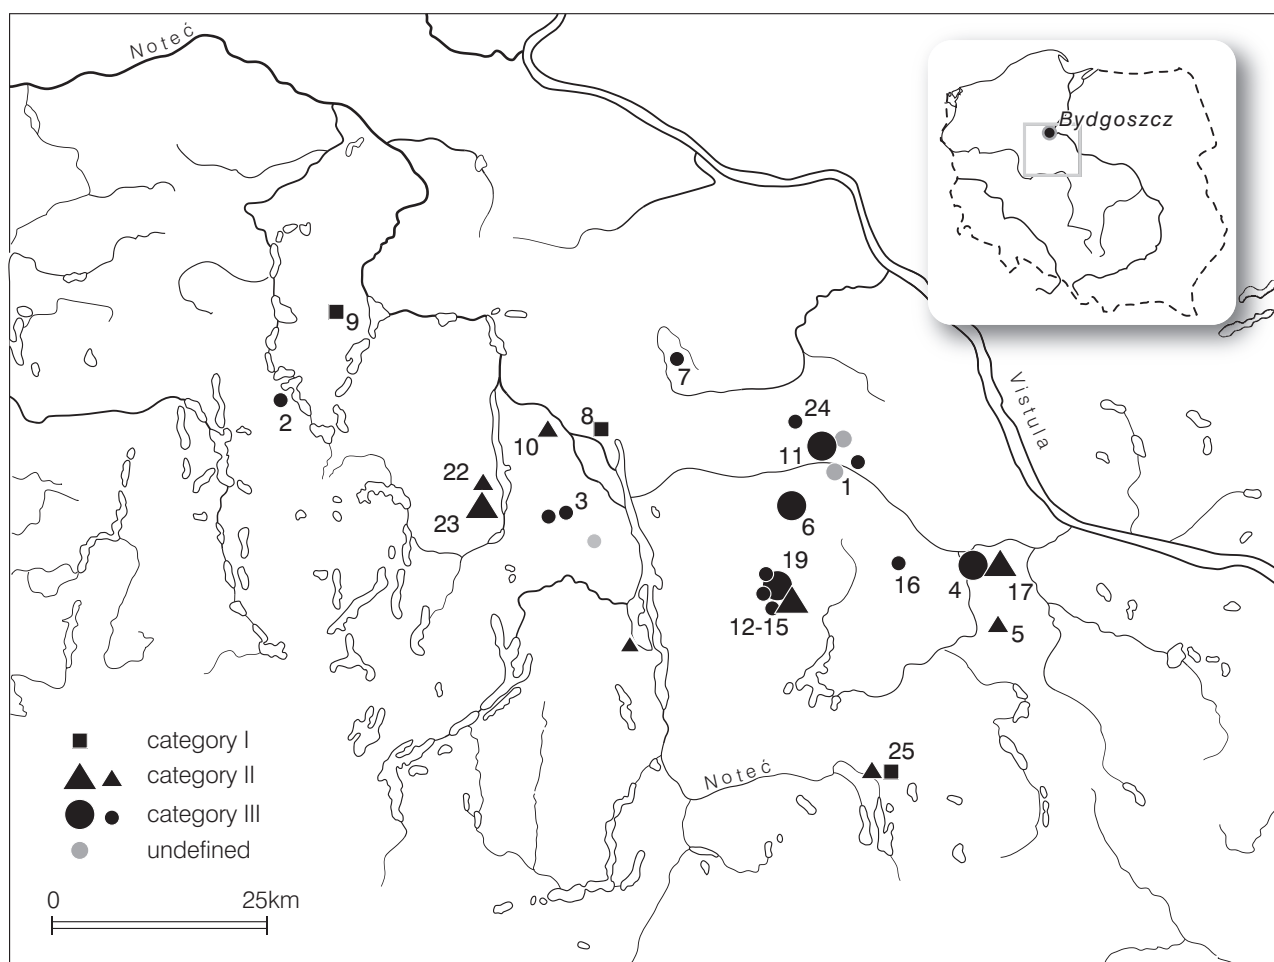 Noteć
Bydgoszcz
9
7
Vistula
2
24
8
10
11
22
1
3
23
6
19
16
4
17
12-15
5
category I
25
Noteć
category II
category III
undefined
0
25km